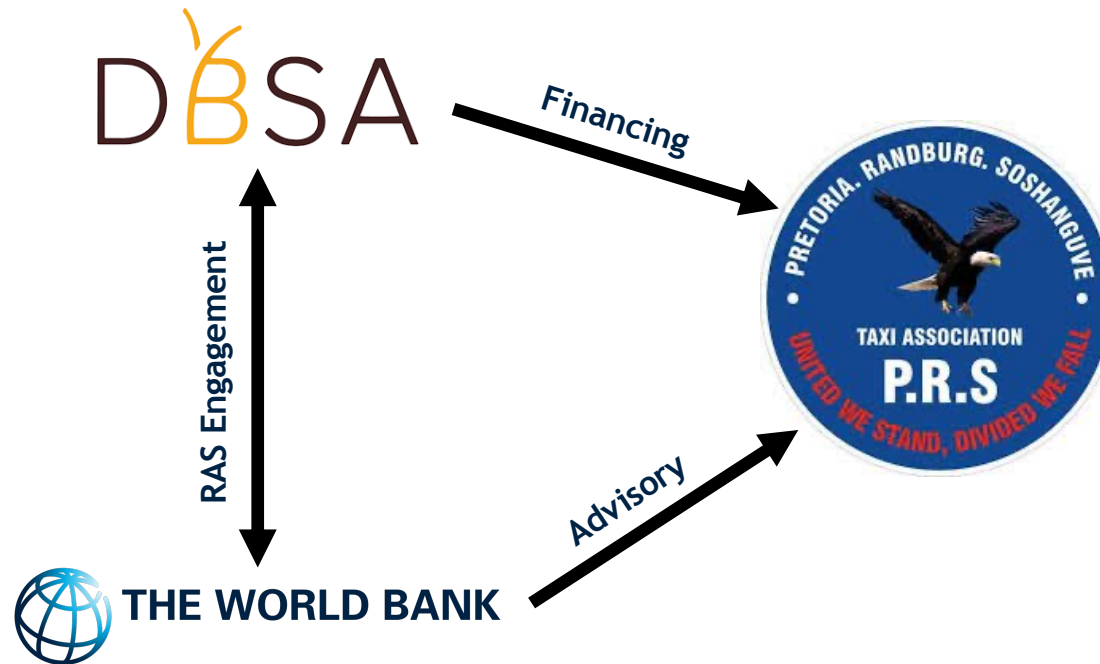 DBSA
Financing
PRETORIA. RANDBURG. SOSHANGUVE
TAXI ASSOCIATION
P.R.S
UNITED WE STAND, DIVIDED WE FALL
RAS Engagement
Advisory
THE WORLD BANK